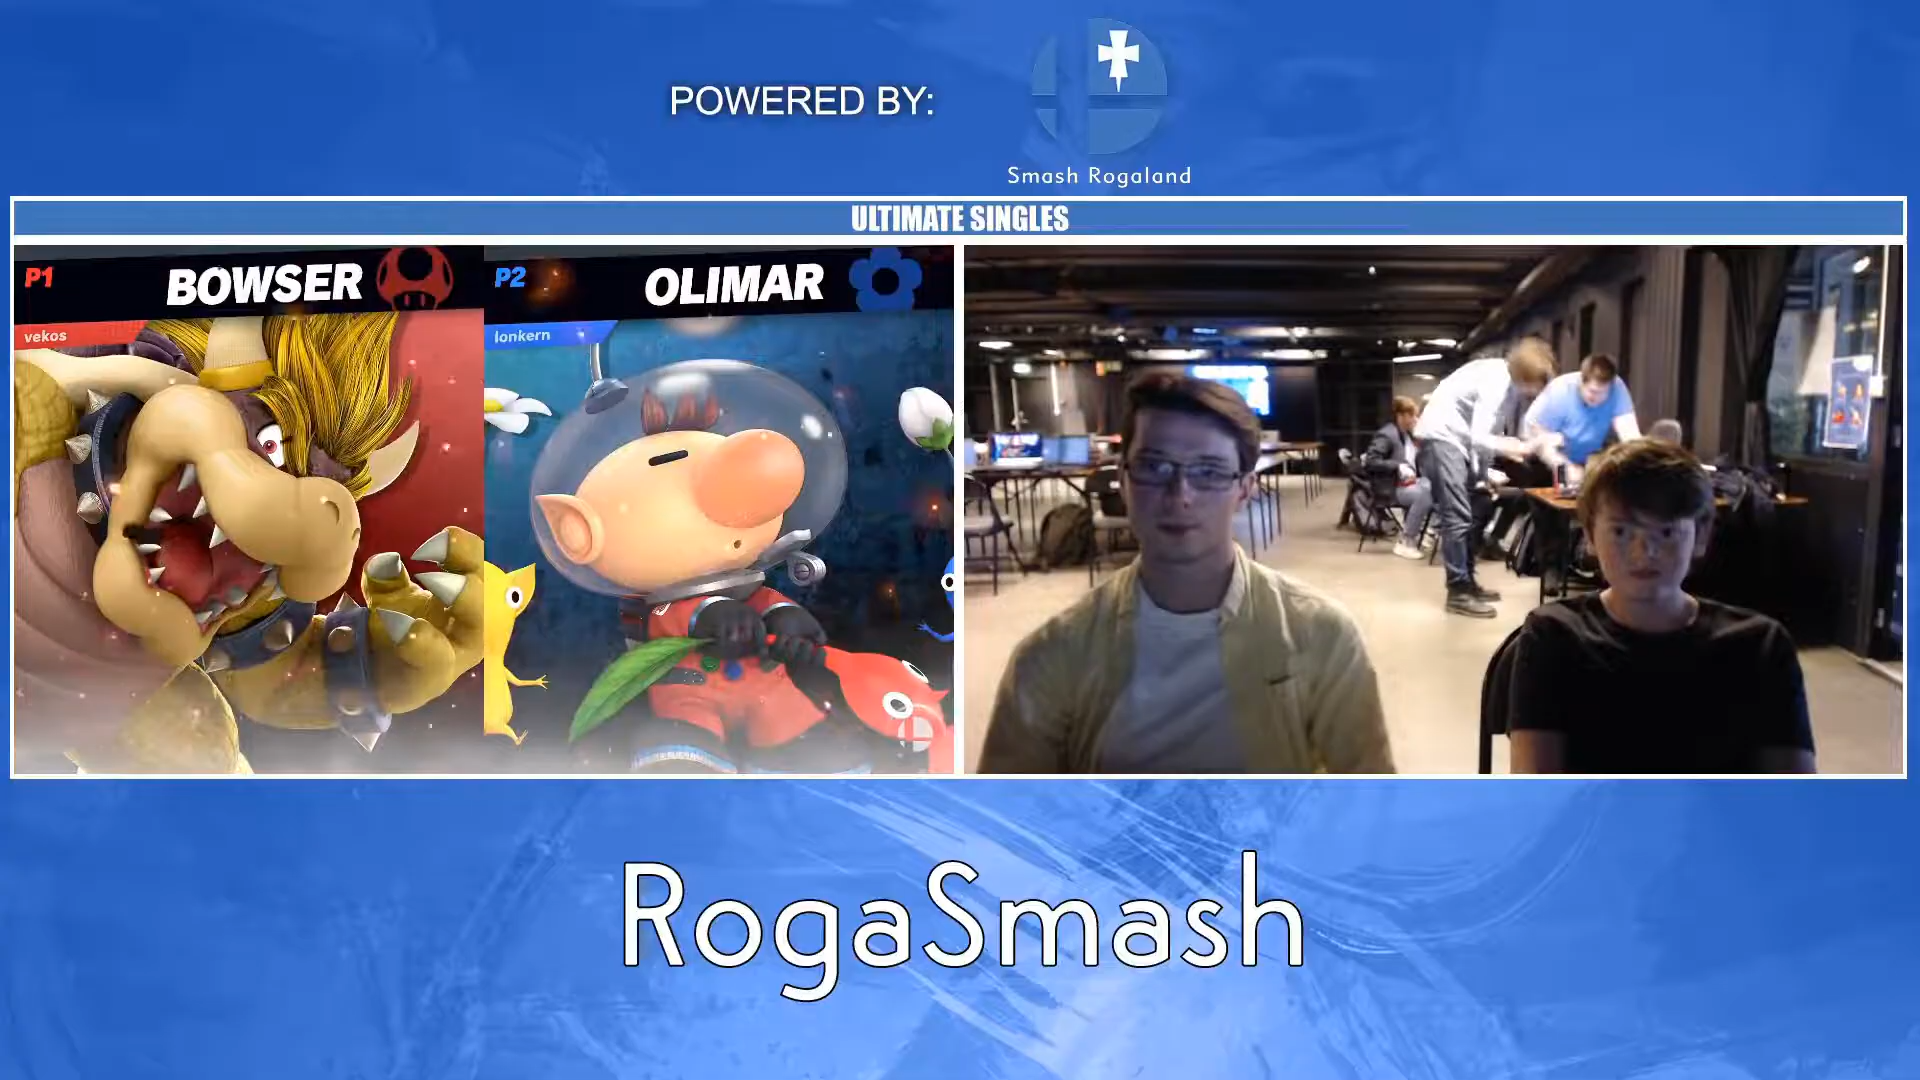 POWERED BY:
Smash Rogaland
ULTIMATE SINGLES
P1
BOWSER
vekos
P2
OLIMAR
lonkern
RogaSmash